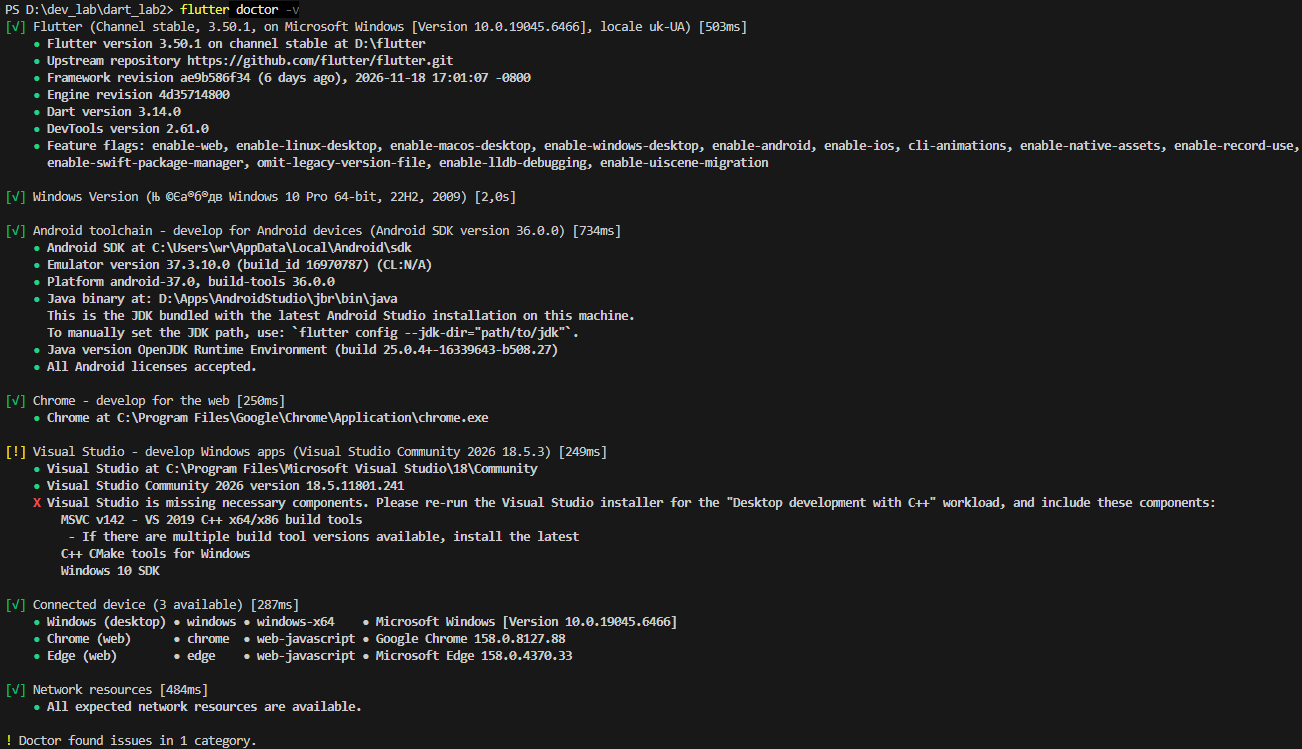 PS D:\dev_lab\dart_lab2> flutter doctor -v
[√] Flutter (Channel stable, 3.50.1, on Microsoft Windows [Version 10.0.19045.6466], locale uk-UA) [503ms]
• Flutter version 3.50.1 on channel stable at D:\flutter
• Upstream repository https://github.com/flutter/flutter.git
• Framework revision ae9b586f34 (6 days ago), 2026-11-18 17:01:07 -0800
• Engine revision 4d35714800
• Dart version 3.14.0
• DevTools version 2.61.0
• Feature flags: enable-web, enable-linux-desktop, enable-macos-desktop, enable-windows-desktop, enable-android, enable-ios, cli-animations, enable-native-assets, enable-record-use,
enable-swift-package-manager, omit-legacy-version-file, enable-lldb-debugging, enable-uiscene-migration
[√] Windows Version (Њ ©Єа®б®дв Windows 10 Pro 64-bit, 22H2, 2009) [2,0s]
[√] Android toolchain - develop for Android devices (Android SDK version 36.0.0) [734ms]
• Android SDK at C:\Users\wr\AppData\Local\Android\sdk
• Emulator version 37.3.10.0 (build_id 16970787) (CL:N/A)
• Platform android-37.0, build-tools 36.0.0
• Java binary at: D:\Apps\AndroidStudio\jbr\bin\java
This is the JDK bundled with the latest Android Studio installation on this machine.
To manually set the JDK path, use: `flutter config --jdk-dir="path/to/jdk"`.
• Java version OpenJDK Runtime Environment (build 25.0.4+-16339643-b508.27)
• All Android licenses accepted.
[√] Chrome - develop for the web [250ms]
• Chrome at C:\Program Files\Google\Chrome\Application\chrome.exe
[!] Visual Studio - develop Windows apps (Visual Studio Community 2026 18.5.3) [249ms]
• Visual Studio at C:\Program Files\Microsoft Visual Studio\18\Community
• Visual Studio Community 2026 version 18.5.11801.241
X Visual Studio is missing necessary components. Please re-run the Visual Studio installer for the "Desktop development with C++" workload, and include these components:
MSVC v142 - VS 2019 C++ x64/x86 build tools
- If there are multiple build tool versions available, install the latest
C++ CMake tools for Windows
Windows 10 SDK
[√] Connected device (3 available) [287ms]
• Windows (desktop) • windows • windows-x64 • Microsoft Windows [Version 10.0.19045.6466]
• Chrome (web) • chrome • web-javascript • Google Chrome 158.0.8127.88
• Edge (web) • edge • web-javascript • Microsoft Edge 158.0.4370.33
[√] Network resources [484ms]
• All expected network resources are available.
! Doctor found issues in 1 category.